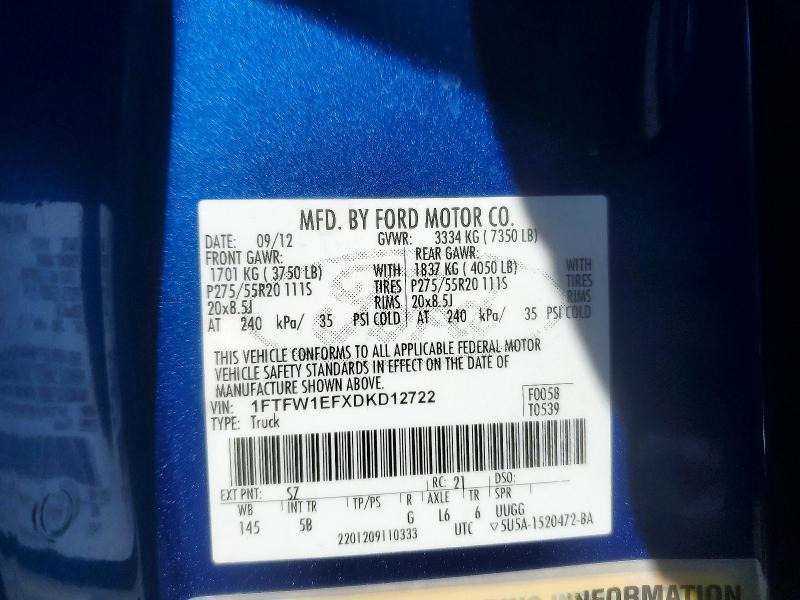 MFD. BY FORD MOTOR CO.
DATE: 09/12 GVWR: 3334 KG ( 7350 LB)
FRONT GAWR: REAR GAWR:
1701 KG ( 3750 LB) WITH 1837 KG ( 4050 LB) WITH
P275/55R20 111S TIRES P275/55R20 111S TIRES
20x8.5J RIMS 20x8.5J RIMS
AT 240 kPa/ 35 PSI COLD AT 240 kPa/ 35 PSI COLD
THIS VEHICLE CONFORMS TO ALL APPLICABLE FEDERAL MOTOR
VEHICLE SAFETY STANDARDS IN EFFECT ON THE DATE OF
MANUFACTURE SHOWN ABOVE.
VIN: 1FTFW1EFXDKD12722 F0058
TYPE: Truck T0539
EXT PNT: SZ RC: 21 DSO:
WB INT TR TP/PS R AXLE TR SPR
145 5B G L6 6 UUGG
2201209110333 UTC ▽5U5A-1520472-BA
INFORMATION